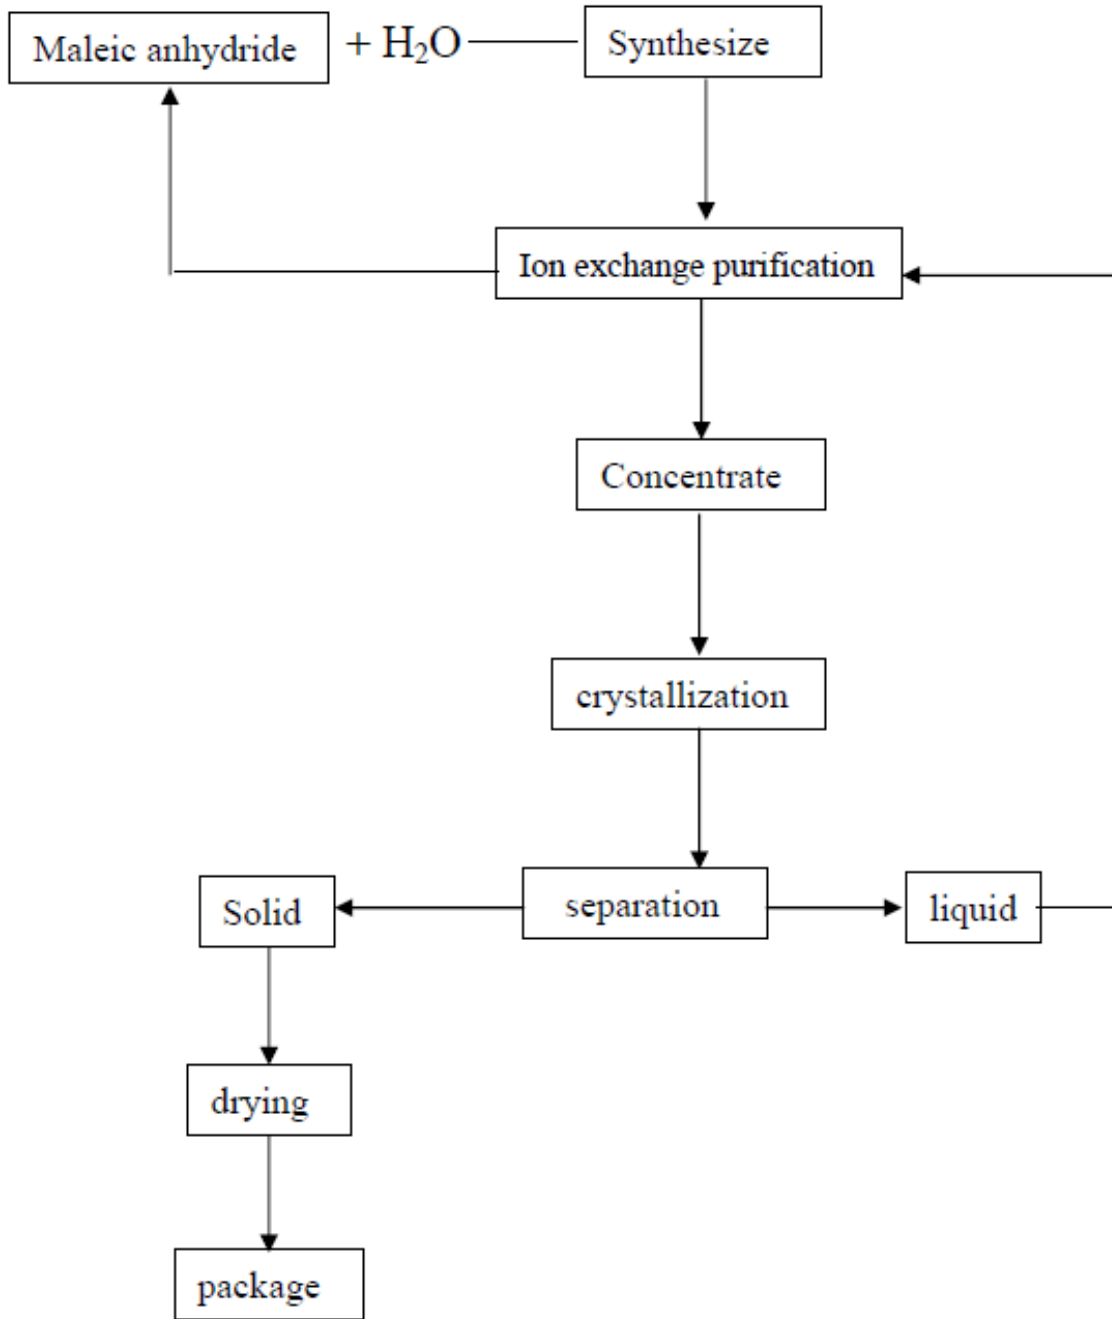 Maleic anhydride + H₂O Synthesize
Ion exchange purification
Concentrate
crystallization
Solid separation liquid
drying
package